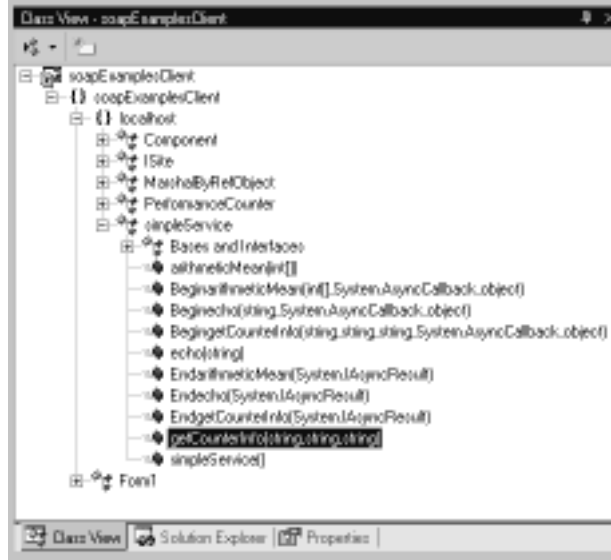 Class View - soapExamplesClient
soapExamplesClient
{} soapExamplesClient
{} localhost
Component
ISite
MarshalByRefObject
PerformanceCounter
simpleService
Bases and Interfaces
arithmeticMean(int[])
BeginarithmeticMean(int[],System.AsyncCallback,object)
Beginecho(string,System.AsyncCallback,object)
BegingetCounterInfo(string,string,string,System.AsyncCallback,object)
echo(string)
EndarithmeticMean(System.IAsyncResult)
Endecho(System.IAsyncResult)
EndgetCounterInfo(System.IAsyncResult)
getCounterInfo(string,string,string)
simpleService()
Form1
Class View Solution Explorer Properties